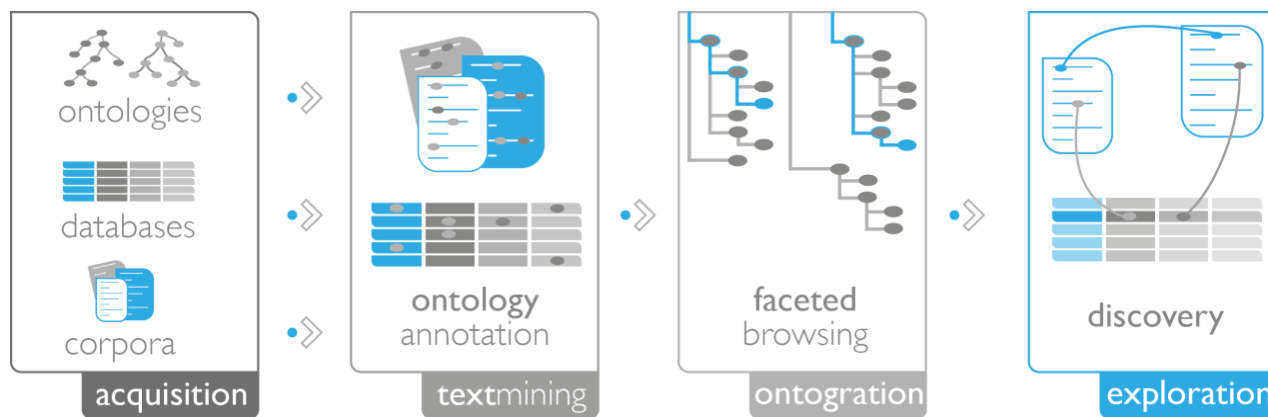 ontologies
databases
corpora
acquisition
ontology
annotation
textmining
faceted
browsing
ontogration
discovery
exploration